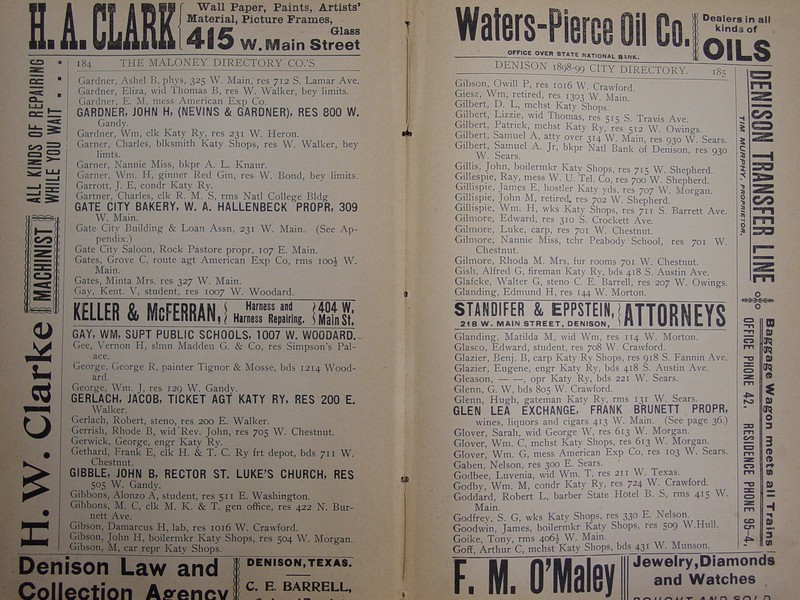 H. A. CLARK
Wall Paper, Paints, Artists'
Material, Picture Frames,
Glass
415 W. Main Street
184 THE MALONEY DIRECTORY CO.'S
Gardner, Ashel B, phys, 325 W. Main, res 712 S. Lamar Ave.
Gardner, Eliza, wid Thomas B, res W. Walker, bey limits.
Gardner, E. M, mess American Exp Co.
GARDNER, JOHN H, (NEVINS & GARDNER), RES 800 W.
Gandy.
Gardner, Wm, clk Katy Ry, res 231 W. Heron.
Garner, Charles, blksmith Katy Shops, res W. Walker, bey
limits.
Garner, Nannie Miss, bkpr A. L. Knaur.
Garner, Wm. H, ginner Red Gin, res W. Bond, bey limits.
Garrott, J. E, condr Katy Ry.
Gartner, Charles, clk R. M. S, rms Natl College Bldg
GATE CITY BAKERY, W. A. HALLENBECK PROPR, 309
W. Main.
Gate City Building & Loan Assn, 231 W. Main. (See Ap-
pendix.)
Gate City Saloon, Rock Pastore propr, 107 E. Main.
Gates, Grove C, route agt American Exp Co, rms 100½ W.
Main.
Gates, Minta Mrs. res 327 W. Main.
Gay, Kent. V, student, res 1007 W. Woodard.
KELLER & McFERRAN, Harness and Harness Repairing. 404 W. Main St.
GAY, WM, SUPT PUBLIC SCHOOLS, 1007 W. WOODARD.
Gee, Vernon H, slmn Madden G. & Co, res Simpson's Pal-
ace.
George, George R, painter Tignor & Mosse, bds 1214 Wood-
ard.
George, Wm. J, res 129 W. Gandy.
GERLACH, JACOB, TICKET AGT KATY RY, RES 200 E.
Walker.
Gerlach, Robert, steno, res 200 E. Walker.
Gerrish, Rhode B, wid Rev. John, res 705 W. Chestnut.
Gerwick, George, engr Katy Ry.
Gethard, Frank E, clk H. & T. C. Ry frt depot, bds 711 W.
Chestnut.
GIBBLE, JOHN B, RECTOR ST. LUKE'S CHURCH, RES
505 W. Gandy.
Gibbons, Alonzo A, student, res 511 E. Washington.
Gibbons, M. C, clk M. K. & T. gen office, res 422 N. Bur-
nett Ave.
Gibson, Damarcus H, lab, res 1016 W. Crawford.
Gibson, John H, boilermkr Katy Shops, res 504 W. Morgan.
Gibson, M, car repr Katy Shops.
ALL KINDS OF REPAIRING
WHILE YOU WAIT
H. W. Clarke MACHINIST
Denison Law and
Collection Agency
DENISON, TEXAS.
C. E. BARRELL,
Waters-Pierce Oil Co.
OFFICE OVER STATE NATIONAL BANK.
Dealers in all
kinds of
OILS
DENISON 1898-99 CITY DIRECTORY. 185
Gibson, Owill P, res 1016 W. Crawford.
Giesz, Wm, retired, res 1303 W. Main.
Gilbert, D. L, mchst Katy Shops.
Gilbert, Lizzie, wid Thomas, res 515 S. Travis Ave.
Gilbert, Patrick, mchst Katy Ry, res 512 W. Owings.
Gilbert, Samuel A, atty over 314 W. Main, res 930 W. Sears.
Gilbert, Samuel A. Jr, bkpr Natl Bank of Denison, res 930
W. Sears.
Gillis, John, boilermkr Katy Shops, res 715 W. Shepherd.
Gillespie, Ray, mess W. U. Tel. Co, res 700 W. Shepherd.
Gillispie, James E, hostler Katy yds, res 707 W. Morgan.
Gillispie, John M, retired, res 702 W. Shepherd.
Gillispie, Wm. H, wks Katy Shops, res 711 S. Barrett Ave.
Gilmore, Edward, res 310 S. Crockett Ave.
Gilmore, Luke, carp, res 701 W. Chestnut.
Gilmore, Nannie Miss, tchr Peabody School, res 701 W.
Chestnut.
Gilmore, Rhoda M. Mrs, fur rooms 701 W. Chestnut.
Gish, Alfred G, fireman Katy Ry, bds 418 S. Austin Ave.
Glafcke, Walter G, steno C. E. Barrell, res 207 W. Owings.
Glanding, Edmund H, res 144 W. Morten.
STANDIFER & EPPSTEIN, ATTORNEYS
218 W. MAIN STREET, DENISON,
Glanding, Matilda M, wid Wm, res 114 W. Morton.
Glasco, Edward, student, res 708 W. Crawford.
Glazier, Benj. B, carp Katy Ry Shops, res 918 S. Fannin Ave.
Glazier, Eugene, engr Katy Ry, bds 418 S. Austin Ave.
Gleason, — —, opr Katy Ry, bds 221 W. Sears.
Glenn, G. W, bds 805 W. Crawford.
Glenn, Hugh, gateman Katy Ry, rms 131 W. Sears.
GLEN LEA EXCHANGE, FRANK BRUNETT PROPR,
wines, liquors and cigars 413 W. Main. (See page 36.)
Glover, Sarah, wid George W, res 613 W. Morgan.
Glover, Wm. C, mchst Katy Shops, res 613 W. Morgan.
Glover, Wm. G, mess American Exp Co, res 103 W. Sears.
Gaben, Nelson, res 300 E. Sears.
Godbee, Luvenia, wid Wm. T. res 211 W. Texas.
Godby, Wm. M, condr Katy Ry, res 724 W. Crawford.
Goddard, Robert L, barber State Hotel B. S, rms 415 W.
Main.
Godfrey, S. G, wks Katy Shops, res 330 E. Nelson.
Goodwin, James, boilermkr Katy Shops, res 509 W. Hull.
Goike, Tony, rms 406½ W. Main.
Goff, Arthur C, mchst Katy Shops, bds 431 W. Munson.
DENISON TRANSFER LINE
TIM MURPHY, PROPRIETOR.
Baggage Wagon meets all Trains
OFFICE PHONE 42. RESIDENCE PHONE 95-4.
F. M. O'Maley
Jewelry, Diamonds
and Watches
BOUGHT AND SOLD